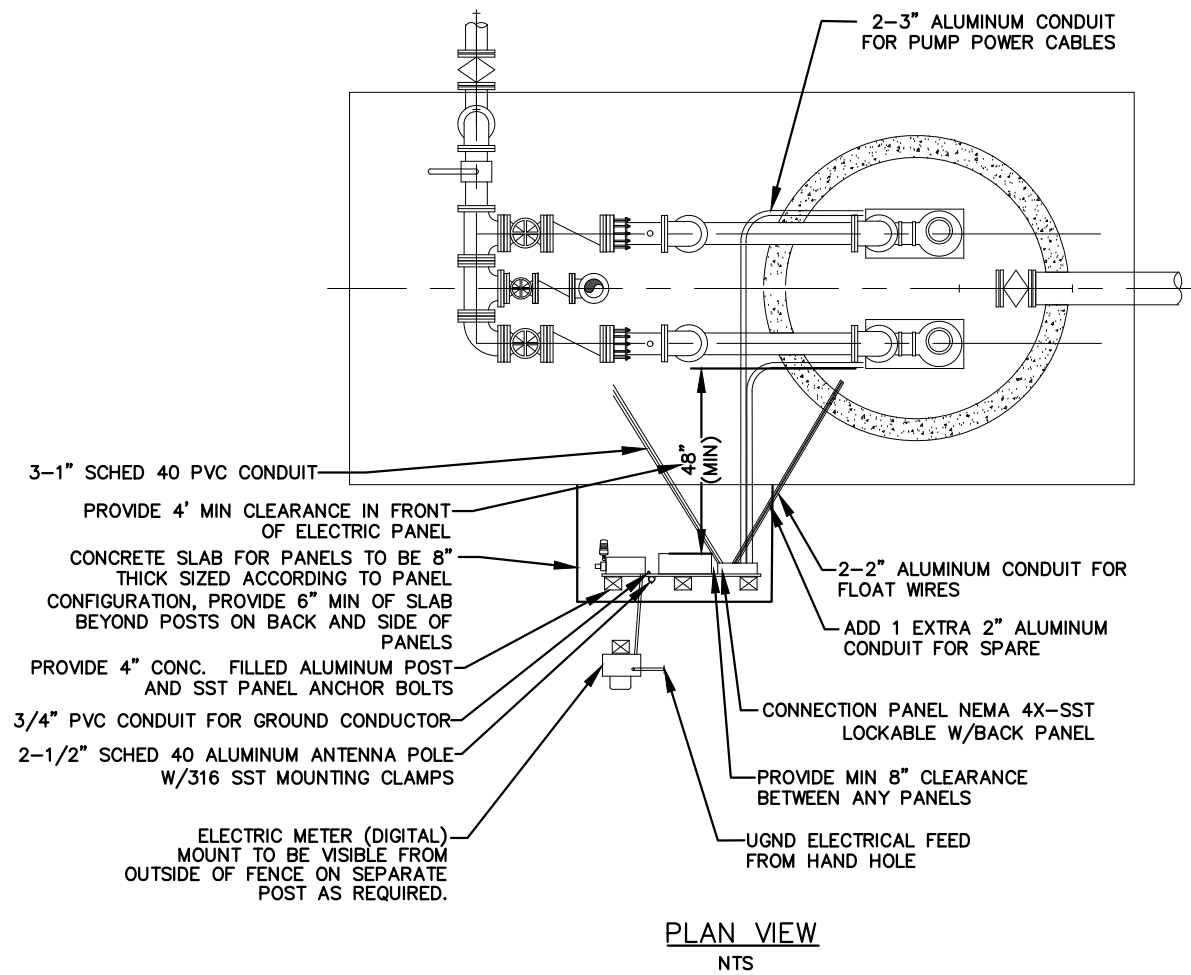 2-3" ALUMINUM CONDUIT
FOR PUMP POWER CABLES
48"
(MIN)
3-1" SCHED 40 PVC CONDUIT
PROVIDE 4' MIN CLEARANCE IN FRONT
OF ELECTRIC PANEL
CONCRETE SLAB FOR PANELS TO BE 8"
THICK SIZED ACCORDING TO PANEL
CONFIGURATION, PROVIDE 6" MIN OF SLAB
BEYOND POSTS ON BACK AND SIDE OF
PANELS
PROVIDE 4" CONC. FILLED ALUMINUM POST
AND SST PANEL ANCHOR BOLTS
3/4" PVC CONDUIT FOR GROUND CONDUCTOR
2-1/2" SCHED 40 ALUMINUM ANTENNA POLE
W/316 SST MOUNTING CLAMPS
ELECTRIC METER (DIGITAL)
MOUNT TO BE VISIBLE FROM
OUTSIDE OF FENCE ON SEPARATE
POST AS REQUIRED.
2-2" ALUMINUM CONDUIT FOR
FLOAT WIRES
ADD 1 EXTRA 2" ALUMINUM
CONDUIT FOR SPARE
CONNECTION PANEL NEMA 4X-SST
LOCKABLE W/BACK PANEL
PROVIDE MIN 8" CLEARANCE
BETWEEN ANY PANELS
UGND ELECTRICAL FEED
FROM HAND HOLE
PLAN VIEW
NTS